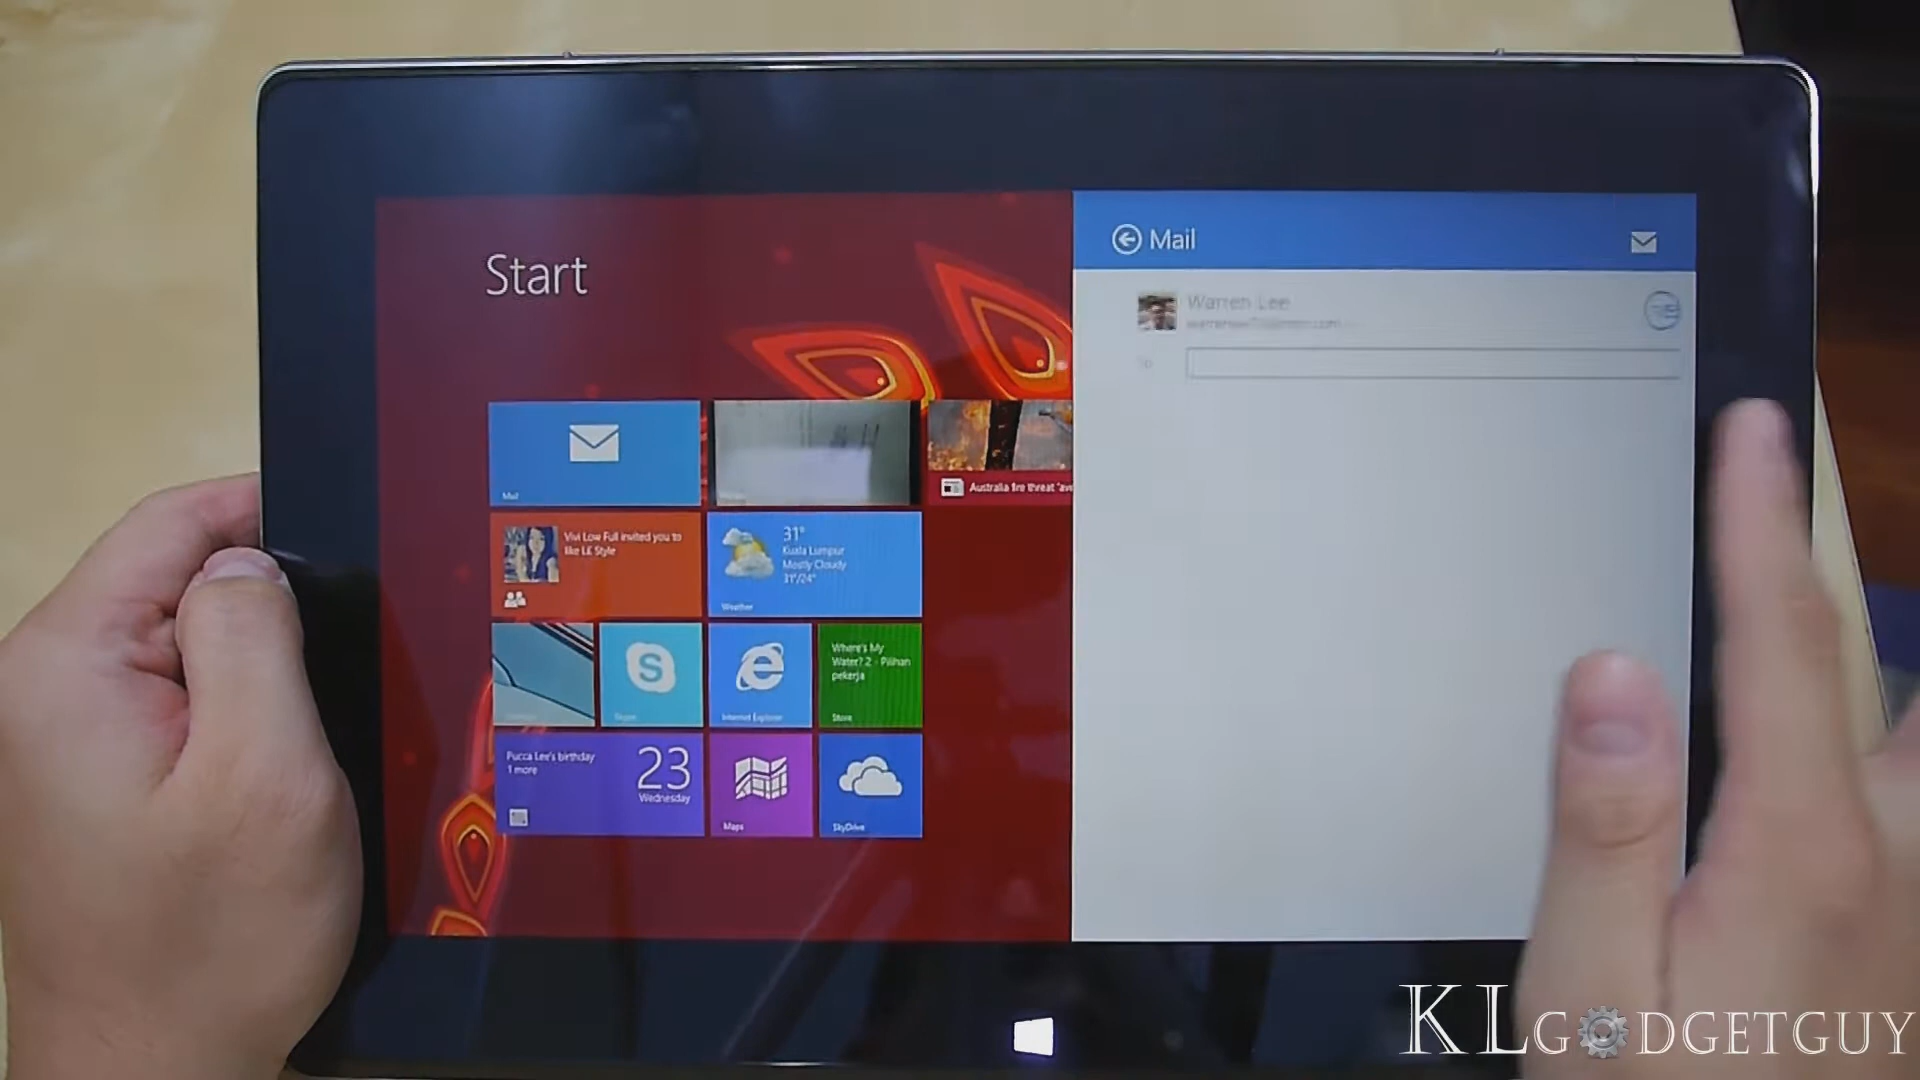 Start
Mail
Warren Lee
Mail
Australia fire threat 'ave
Vivi Low Full invited you to
like LE Style
31°
Kuala Lumpur
Mostly Cloudy
31°/24°
Weather
Skype
Internet Explorer
Where's My
Water? 2 - Pilihan
pekerja
Store
Pucca Lee's birthday
1 more
23
Wednesday
Maps
SkyDrive
KLGADGETGUY